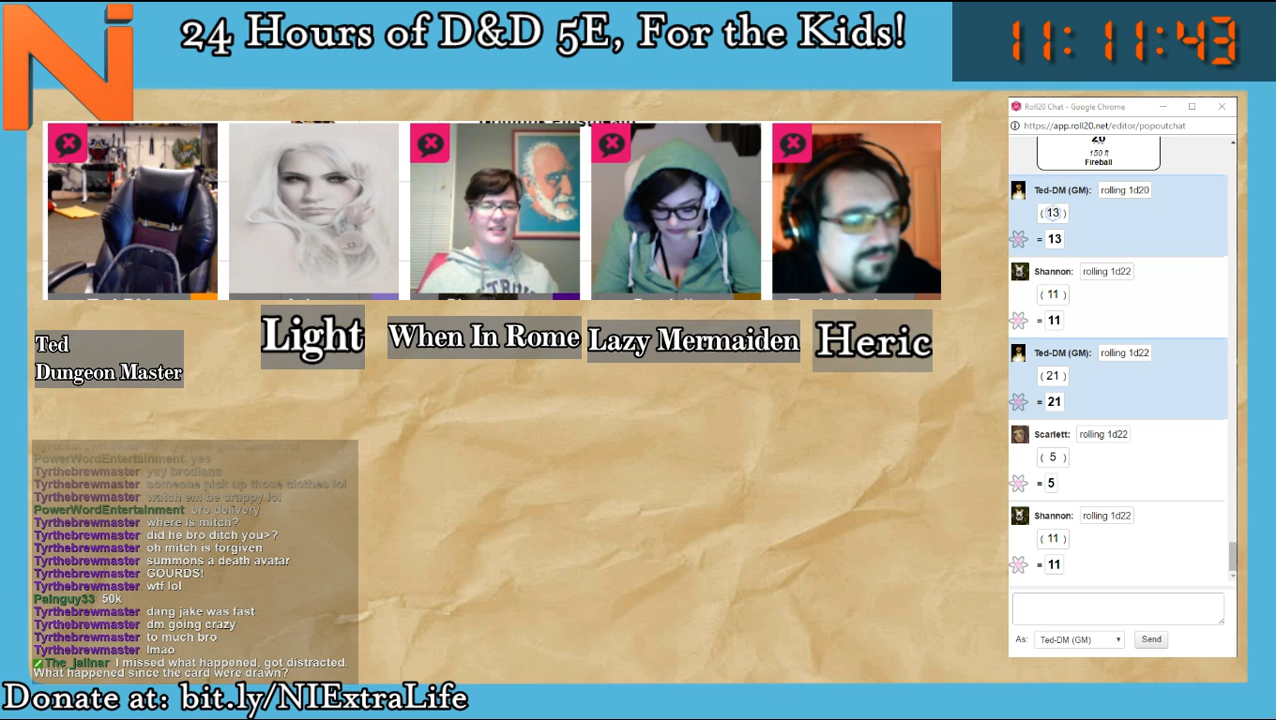 24 Hours of D&D 5E, For the Kids!
11:11:43
Ni
Roll20 Chat - Google Chrome
https://app.roll20.net/editor/popoutchat
20
150 ft
Fireball
Ted-DM (GM): rolling 1d20
( 13 )
= 13
Shannon: rolling 1d22
( 11 )
= 11
Ted-DM (GM): rolling 1d22
( 21 )
= 21
Scarlett: rolling 1d22
( 5 )
= 5
Shannon: rolling 1d22
( 11 )
= 11
As: Ted-DM (GM) Send
Ted
Dungeon Master
Light
When In Rome
Lazy Mermaiden
Heric
PowerWordEntertainment: yes
Tyrthebrewmaster: yay brodians
Tyrthebrewmaster: someone pick up those blothes lol
Tyrthebrewmaster watch em be crappy lol
PowerWordEntertainment bro delivery.
Tyrthebrewmaster where is mitch?
Tyrthebrewmaster did he bro ditch you>?
Tyrthebrewmaster oh mitch is forgiven
Tyrthebrewmaster summons a death avatar
Tyrthebrewmaster GOURDS!
Tyrthebrewmaster wtf lol
Painguy33 50k
Tyrthebrewmaster dang jake was fast
Tyrthebrewmaster dm going crazy
Tyrthebrewmaster to much bro
Tyrthebrewmaster lmao
The_jailnar I missed what happened, got distracted.
What happened since the card were drawn?
Donate at: bit.ly/NIExtraLife